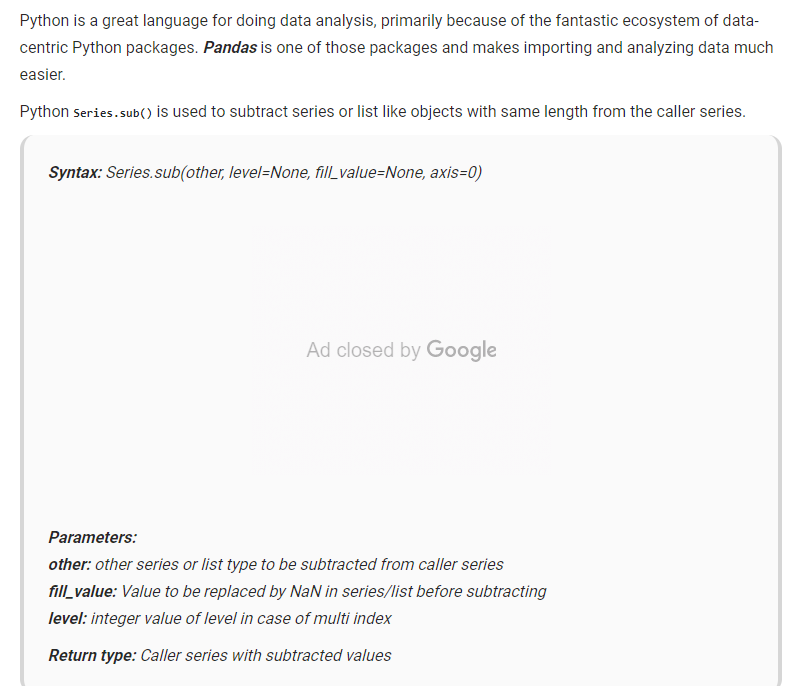 Python is a great language for doing data analysis, primarily because of the fantastic ecosystem of data-
centric Python packages. Pandas is one of those packages and makes importing and analyzing data much
easier.
Python Series.sub() is used to subtract series or list like objects with same length from the caller series.
Syntax: Series.sub(other, level=None, fill_value=None, axis=0)
Ad closed by Google
Parameters:
other: other series or list type to be subtracted from caller series
fill_value: Value to be replaced by NaN in series/list before subtracting
level: integer value of level in case of multi index
Return type: Caller series with subtracted values